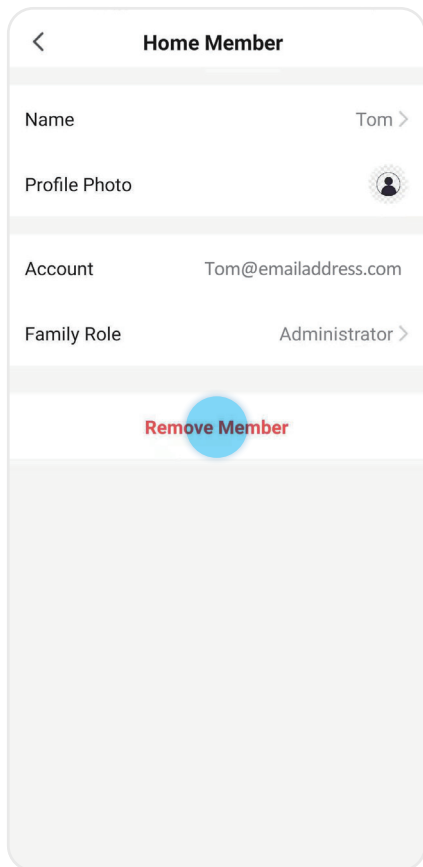 Home Member
Name Tom
Profile Photo
Account Tom@emailaddress.com
Family Role Administrator
Remove Member